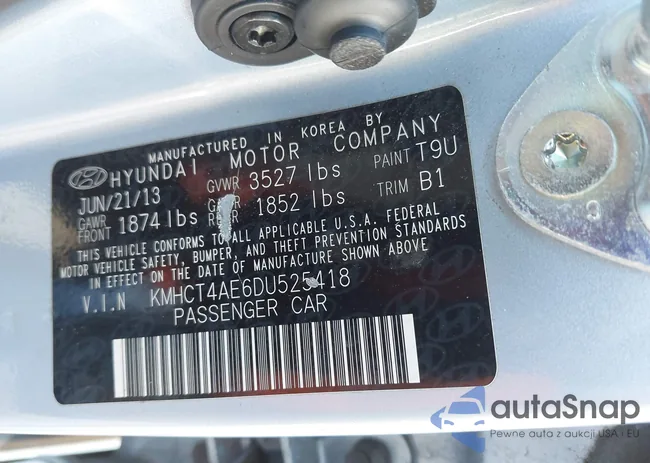 MANUFACTURED IN KOREA BY
HYUNDAI MOTOR COMPANY
JUN/21/13 GVWR 3527 lbs PAINT T9U
GAWR FRONT 1874 lbs GAWR REAR 1852 lbs TRIM B1
THIS VEHICLE CONFORMS TO ALL APPLICABLE U.S.A. FEDERAL
MOTOR VEHICLE SAFETY, BUMPER, AND THEFT PREVENTION STANDARDS
IN EFFECT ON THE DATE OF MANUFACTURE SHOWN ABOVE
V.I.N KMHCT4AE6DU525418
PASSENGER CAR
3
autaSnap
Pewne auta z aukcji USA i EU